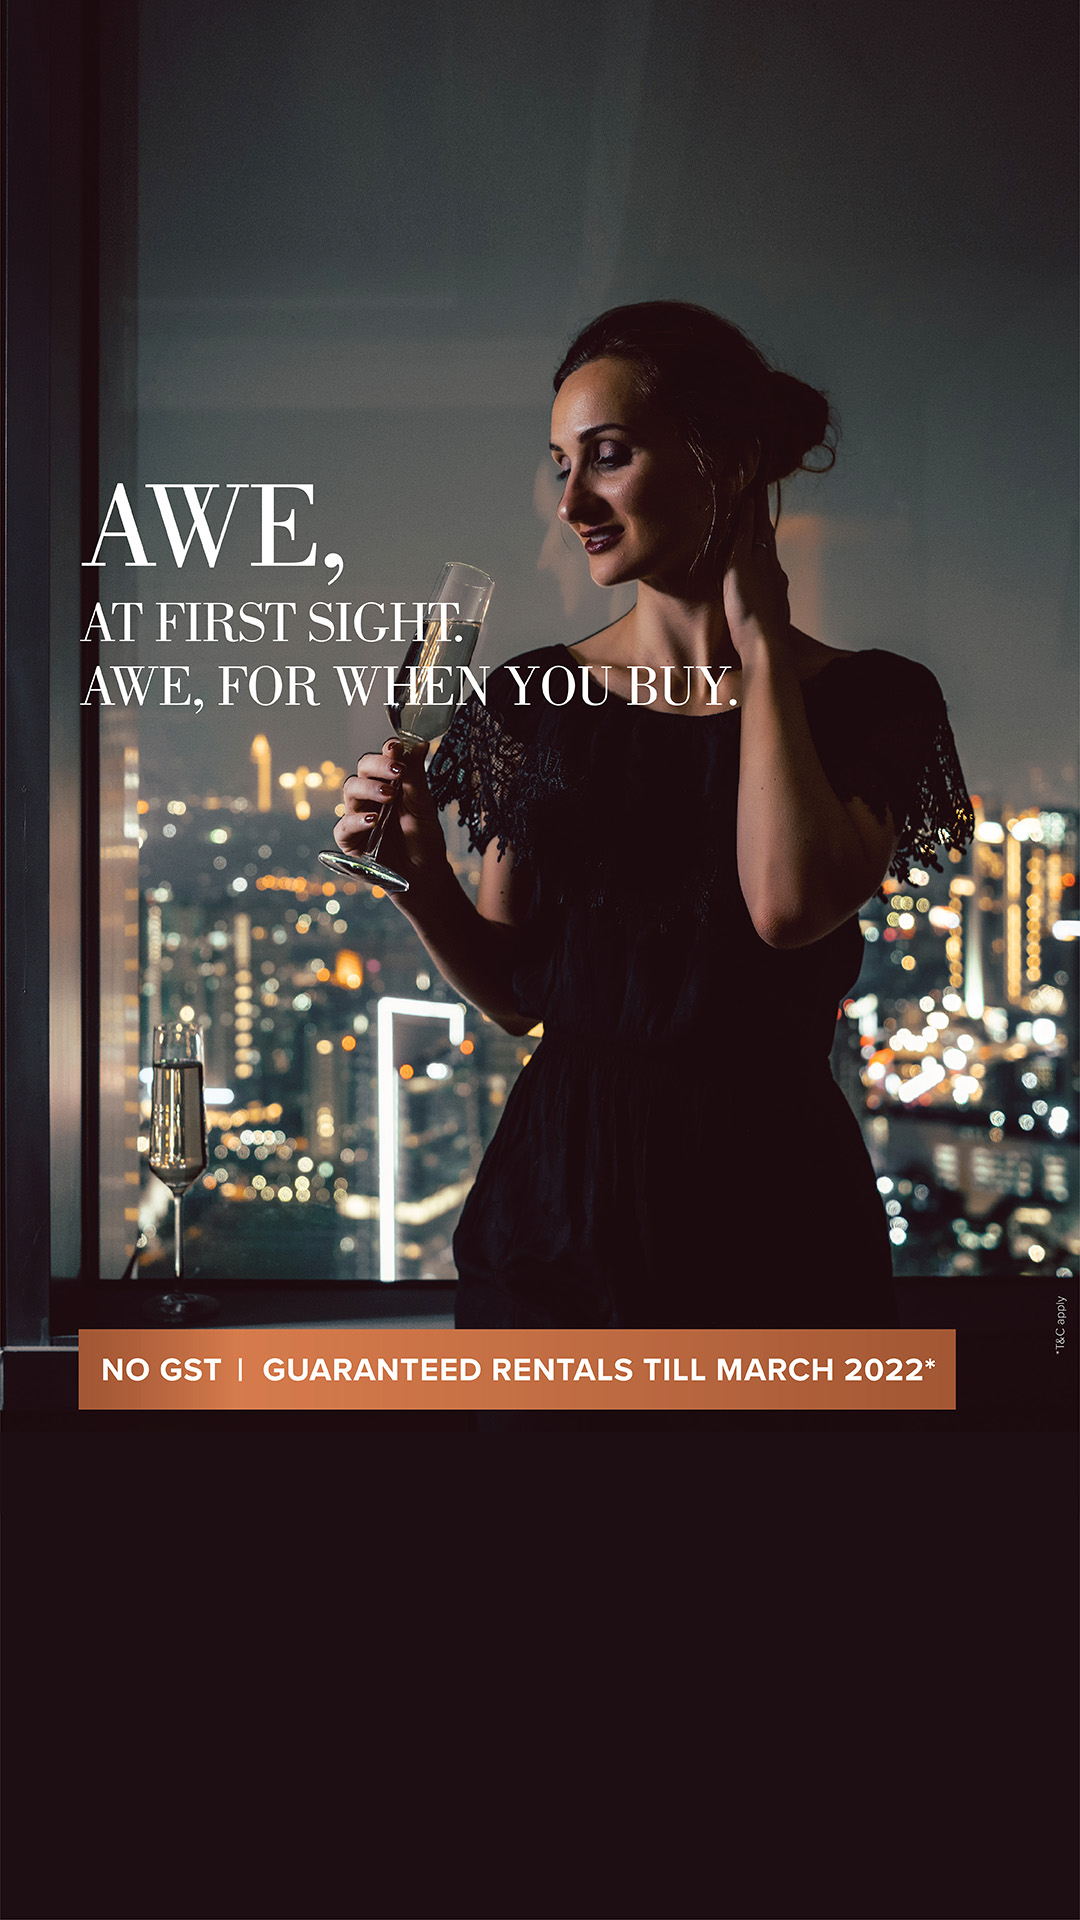 AWE,
AT FIRST SIGHT.
AWE, FOR WHEN YOU BUY.
*T&C apply
NO GST | GUARANTEED RENTALS TILL MARCH 2022*